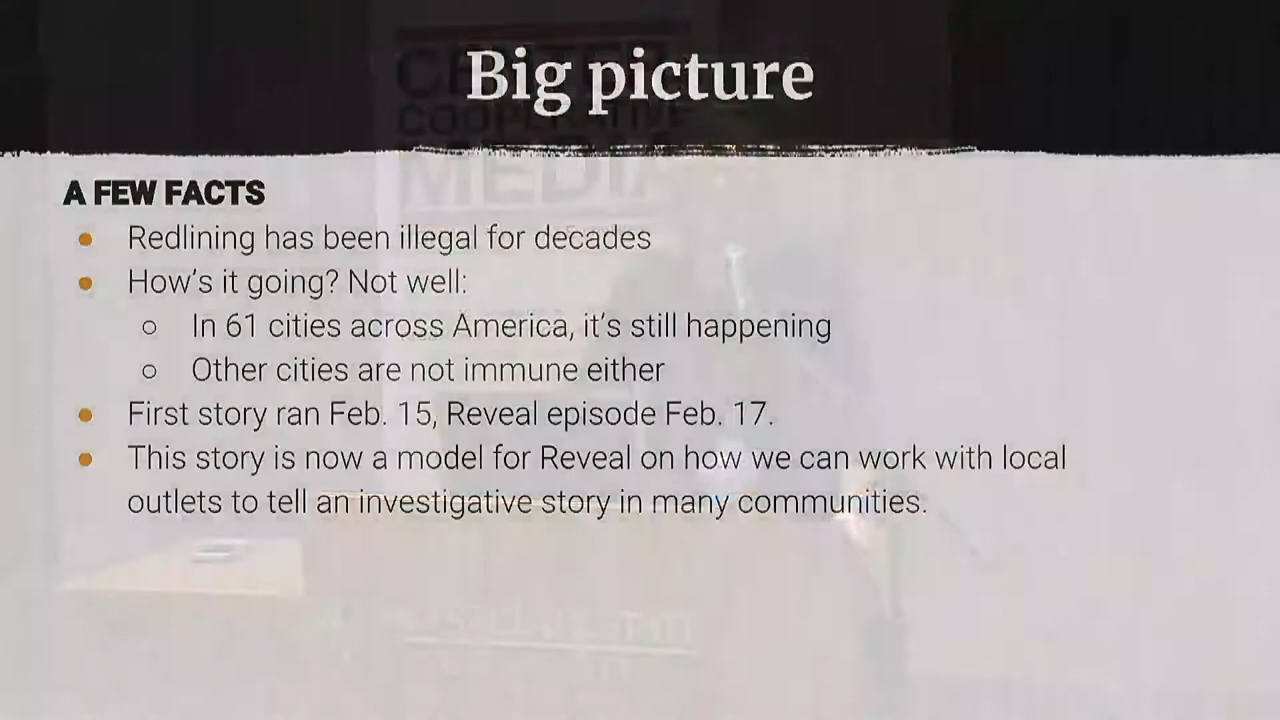 Big picture
CENTER
COOPERATIVE
MEDIA
A FEW FACTS
Redlining has been illegal for decades
How's it going? Not well:
In 61 cities across America, it's still happening
Other cities are not immune either
First story ran Feb. 15, Reveal episode Feb. 17.
This story is now a model for Reveal on how we can work with local
outlets to tell an investigative story in many communities.